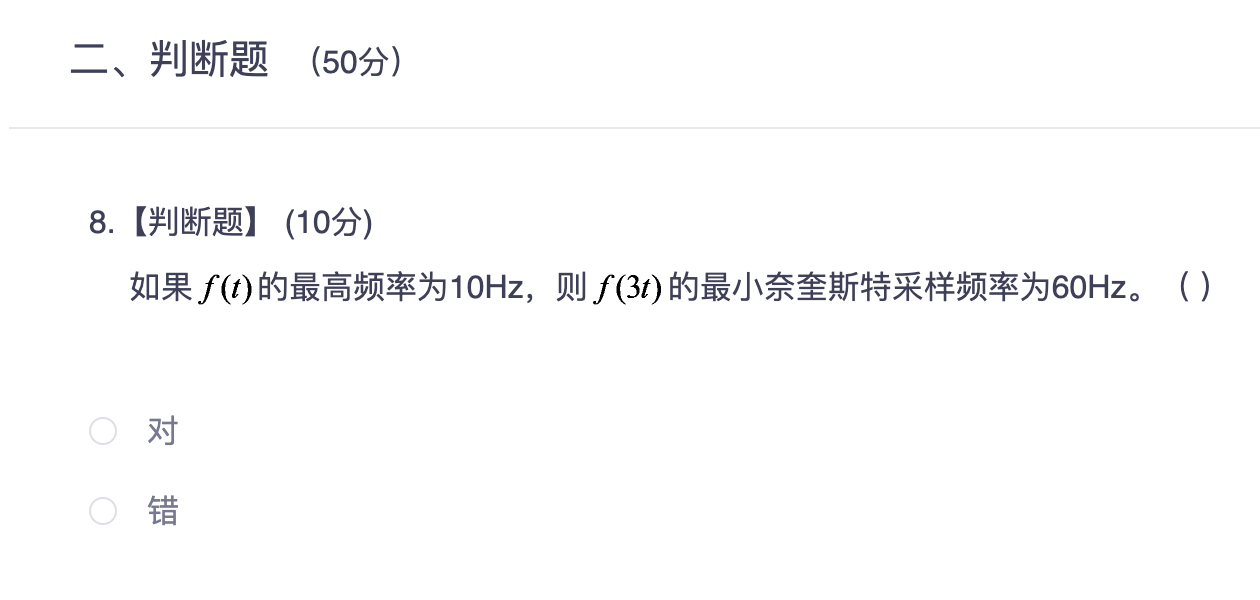 二、判断题 (50分)
8.【判断题】 (10分)
如果 f(t) 的最高频率为10Hz，则 f(3t) 的最小奈奎斯特采样频率为60Hz。（ ）
对
错